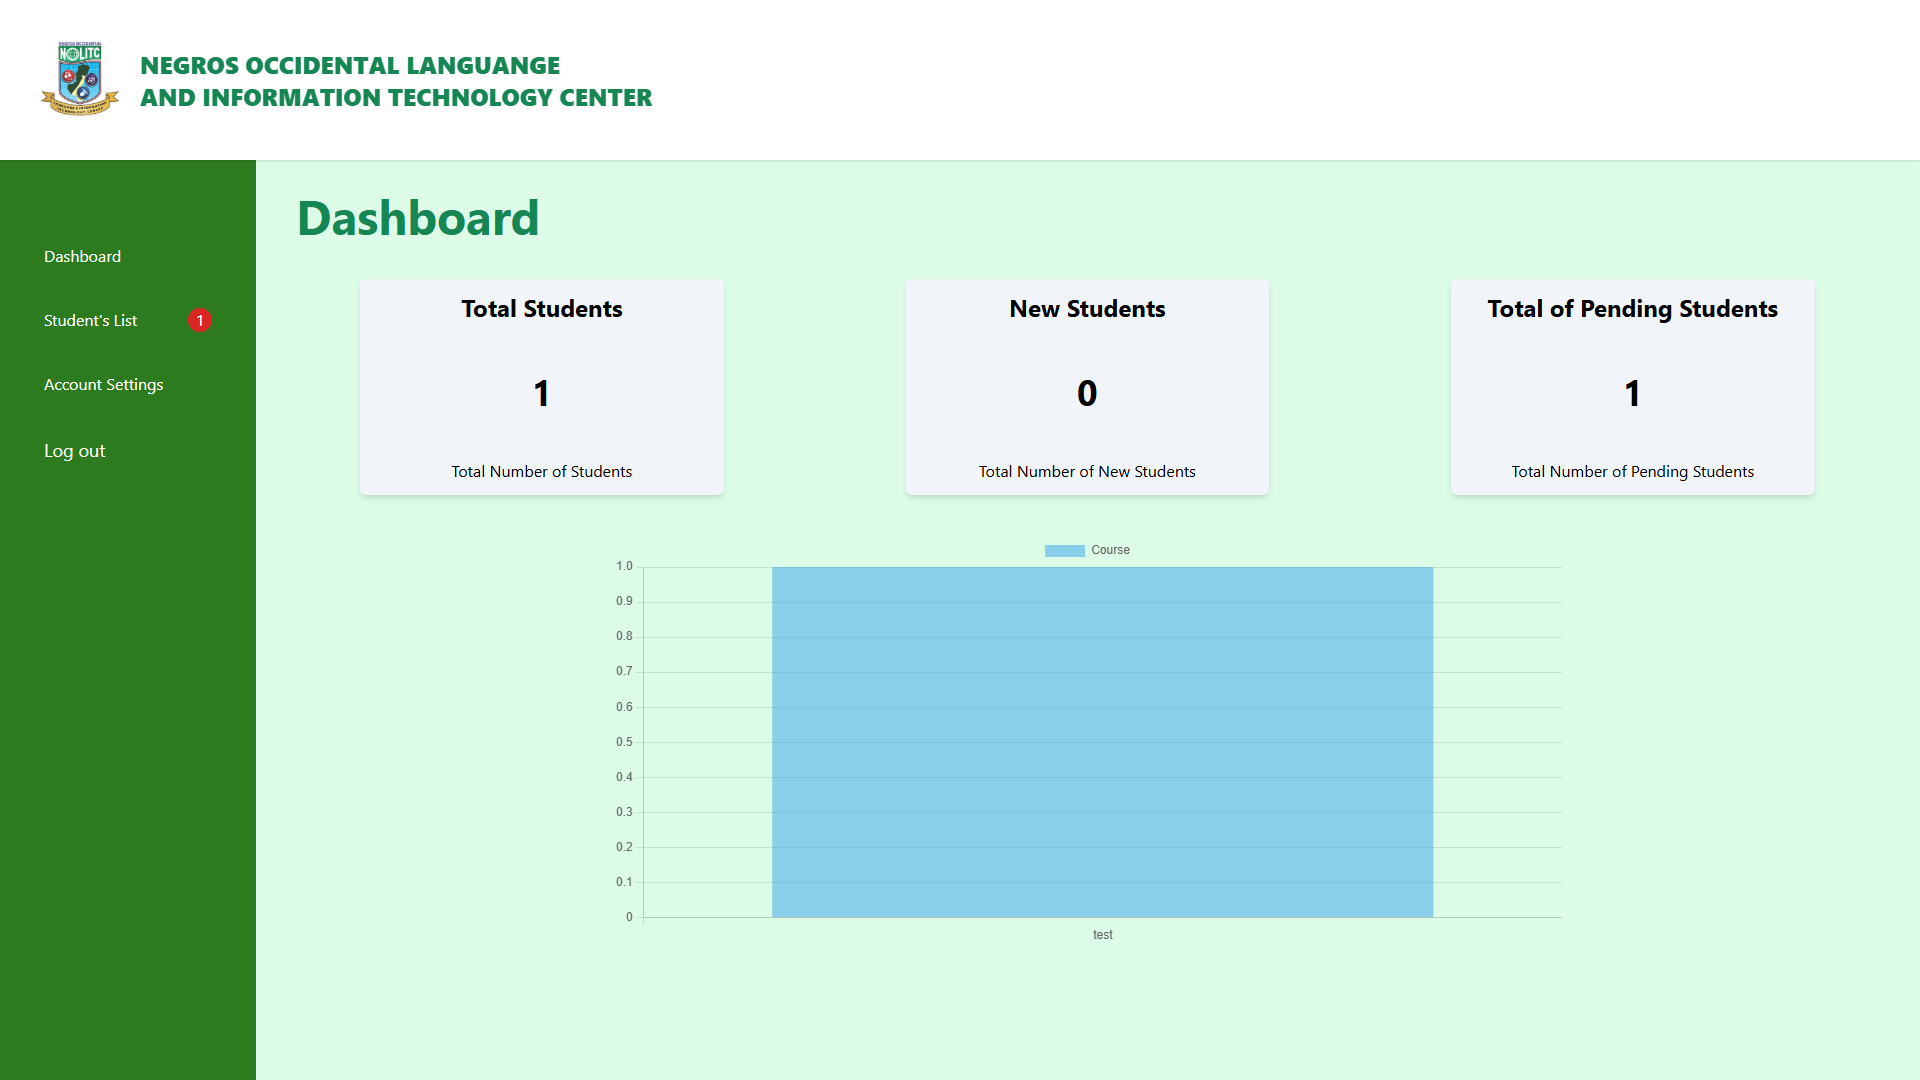 NEGROS OCCIDENTAL
NOLITC
NEGROS OCCIDENTAL LANGUANGE
AND INFORMATION TECHNOLOGY CENTER
Dashboard
Student's List 1
Account Settings
Log out
Dashboard
Total Students
1
Total Number of Students
New Students
0
Total Number of New Students
Total of Pending Students
1
Total Number of Pending Students
Course
1.0
0.9
0.8
0.7
0.6
0.5
0.4
0.3
0.2
0.1
0
test